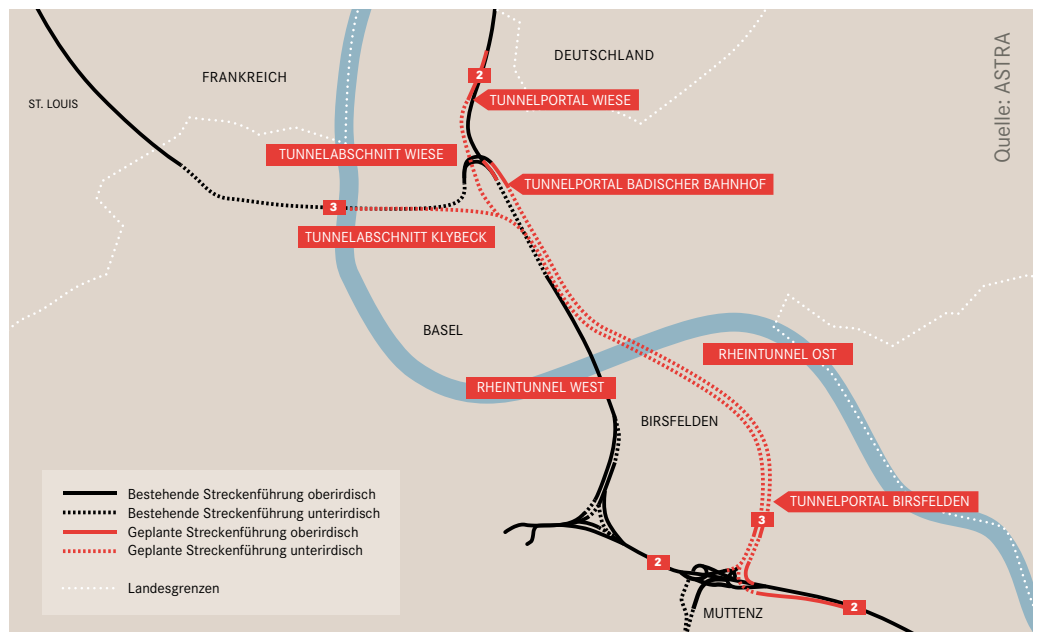 DEUTSCHLAND
Quelle: ASTRA
FRANKREICH
2
ST. LOUIS
TUNNELPORTAL WIESE
TUNNELABSCHNITT WIESE
TUNNELPORTAL BADISCHER BAHNHOF
3
TUNNELABSCHNITT KLYBECK
BASEL
RHEINTUNNEL OST
RHEINTUNNEL WEST
BIRSFELDEN
TUNNELPORTAL BIRSFELDEN
3
2
2
MUTTENZ
Bestehende Streckenführung oberirdisch
Bestehende Streckenführung unterirdisch
Geplante Streckenführung oberirdisch
Geplante Streckenführung unterirdisch
Landesgrenzen